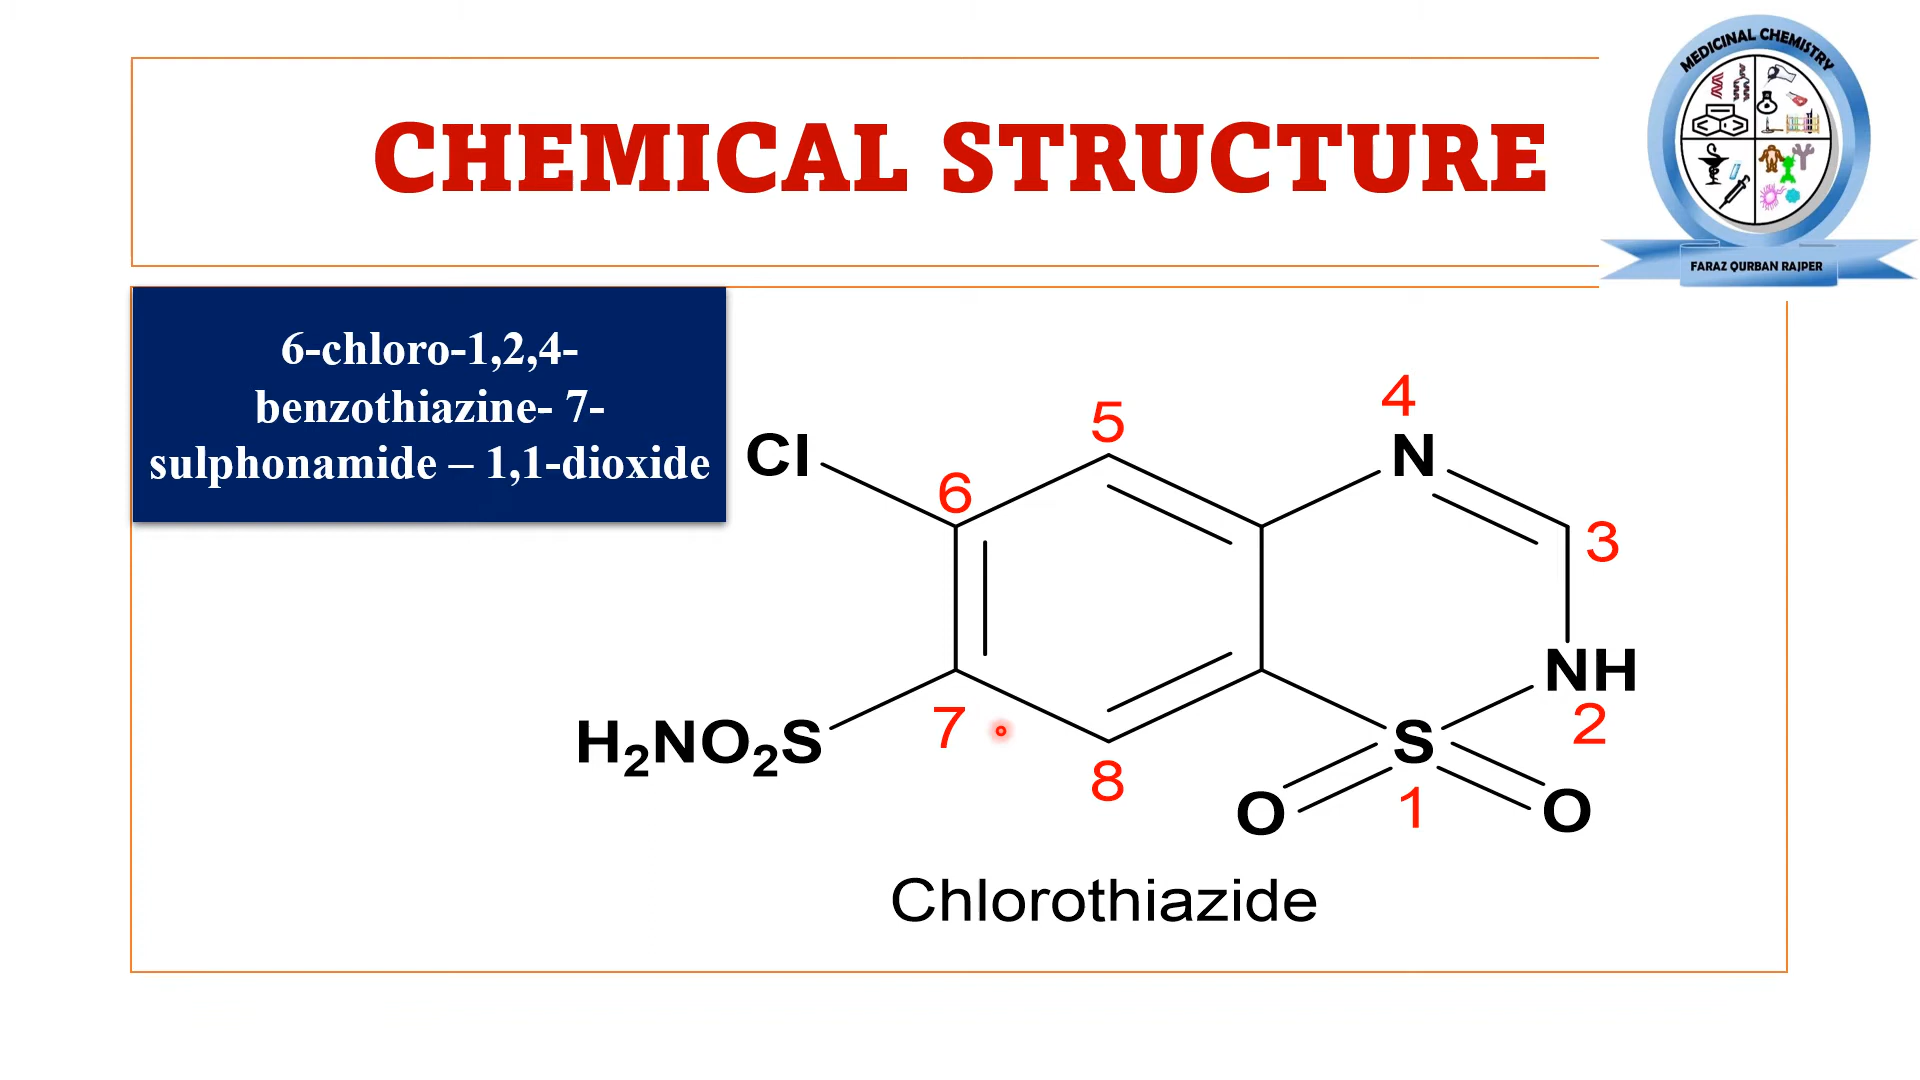 MEDICINAL CHEMISTRY
CHEMICAL STRUCTURE
FARAZ QURBAN RAJPER
6-chloro-1,2,4-
benzothiazine- 7-
sulphonamide – 1,1-dioxide
4
5
Cl
N
6
3
NH
2
7
H₂NO₂S
S
8
1
O
O
Chlorothiazide